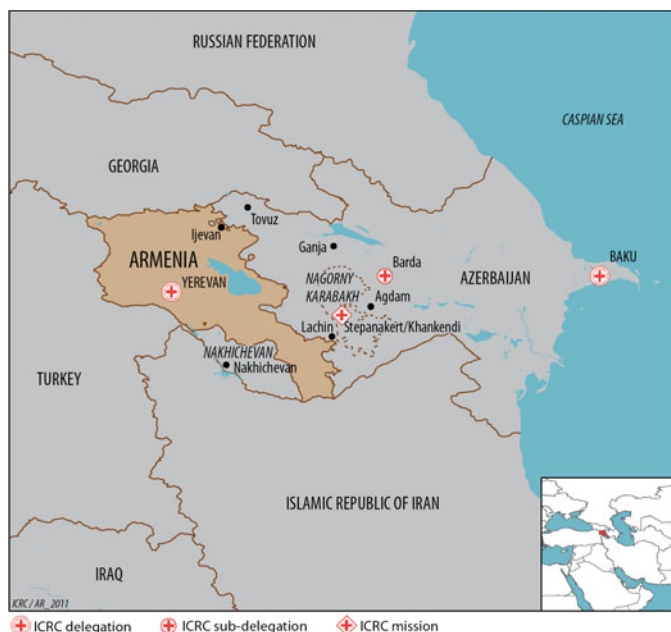 RUSSIAN FEDERATION
CASPIAN SEA
GEORGIA
Tovuz
Ijevan
Ganja
ARMENIA
Barda
BAKU
NAGORNY
KARABAKH
AZERBAIJAN
YEREVAN
Agdam
Lachin
Stepanakert/Khankendi
NAKHICHEVAN
Nakhichevan
TURKEY
ISLAMIC REPUBLIC OF IRAN
IRAQ
ICRC / AR_2011
ICRC delegation
ICRC sub-delegation
ICRC mission